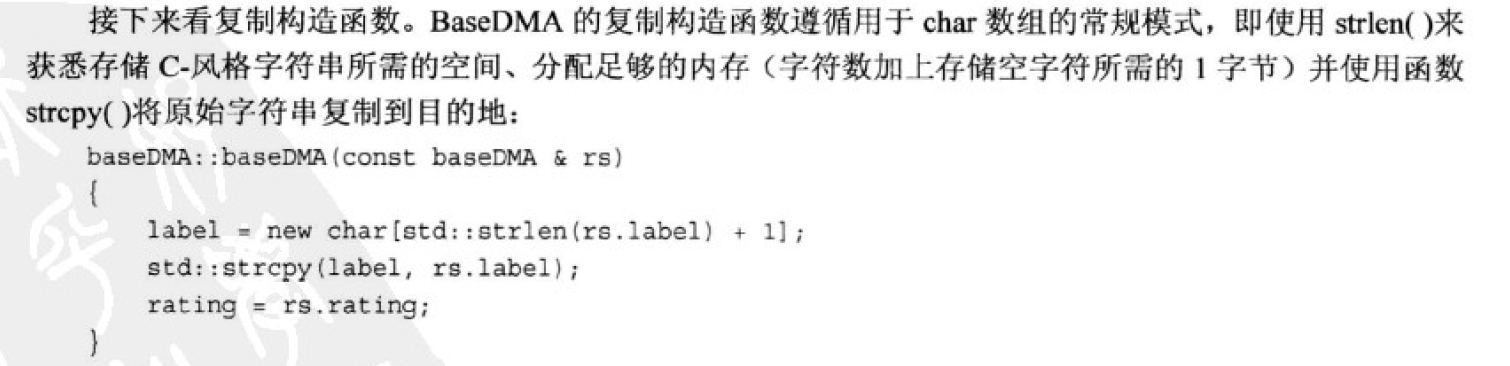 接下来看复制构造函数。BaseDMA 的复制构造函数遵循用于 char 数组的常规模式，即使用 strlen( )来
获悉存储 C-风格字符串所需的空间、分配足够的内存（字符数加上存储空字符所需的 1 字节）并使用函数
strcpy( )将原始字符串复制到目的地：
baseDMA::baseDMA(const baseDMA & rs)
{
label = new char[std::strlen(rs.label) + 1];
std::strcpy(label, rs.label);
rating = rs.rating;
}